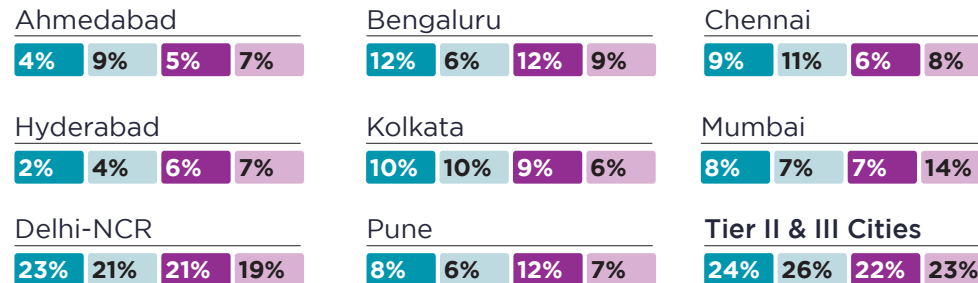 Ahmedabad
4% 9% 5% 7%
Bengaluru
12% 6% 12% 9%
Chennai
9% 11% 6% 8%
Hyderabad
2% 4% 6% 7%
Kolkata
10% 10% 9% 6%
Mumbai
8% 7% 7% 14%
Delhi-NCR
23% 21% 21% 19%
Pune
8% 6% 12% 7%
Tier II & III Cities
24% 26% 22% 23%